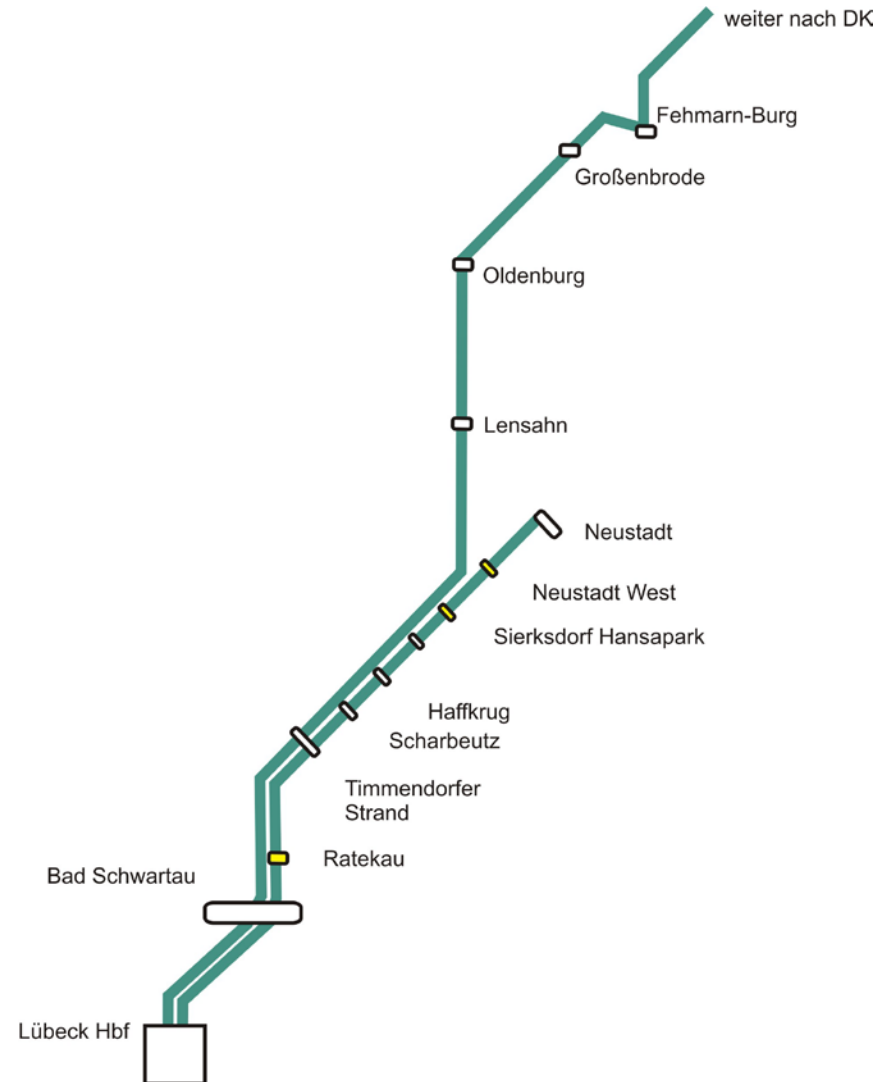 weiter nach DK
Fehmarn-Burg
Großenbrode
Oldenburg
Lensahn
Neustadt
Neustadt West
Sierksdorf Hansapark
Haffkrug
Scharbeutz
Timmendorfer
Strand
Ratekau
Bad Schwartau
Lübeck Hbf